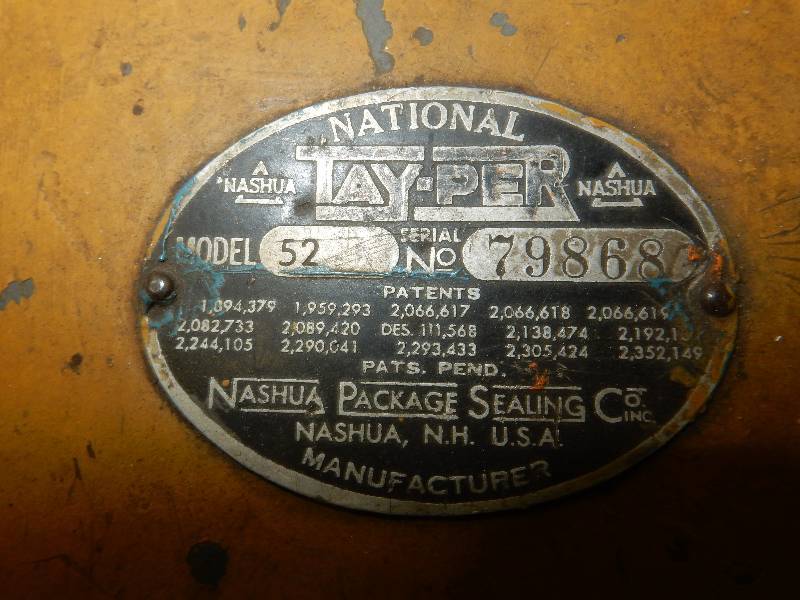 NATIONAL
NASHUA TAY-PER NASHUA
MODEL 52 SERIAL No 79868
PATENTS
1,894,379 1,959,293 2,066,617 2,066,618 2,066,619
2,082,733 2,089,420 DES. 111,568 2,138,474
2,244,105 2,290,041 2,293,433 2,305,424 2,352,149
PATS. PEND.
NASHUA PACKAGE SEALING CO. INC.
NASHUA, N.H. U.S.A.
MANUFACTURER